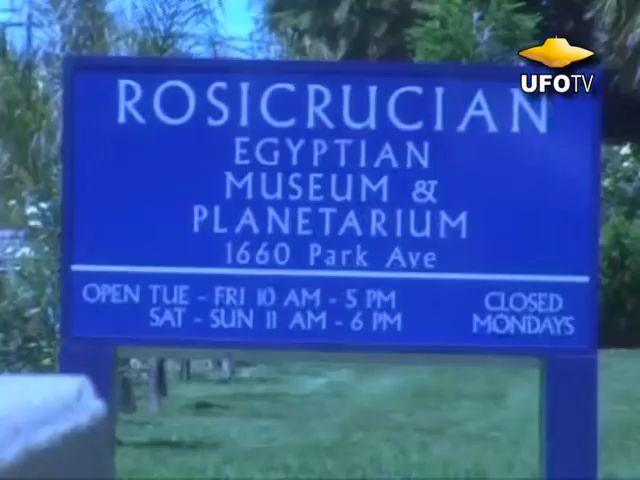 UFOTV
ROSICRUCIAN
EGYPTIAN
MUSEUM &
PLANETARIUM
1660 Park Ave
OPEN TUE - FRI 10 AM - 5 PM
SAT - SUN 11 AM - 6 PM
CLOSED
MONDAYS